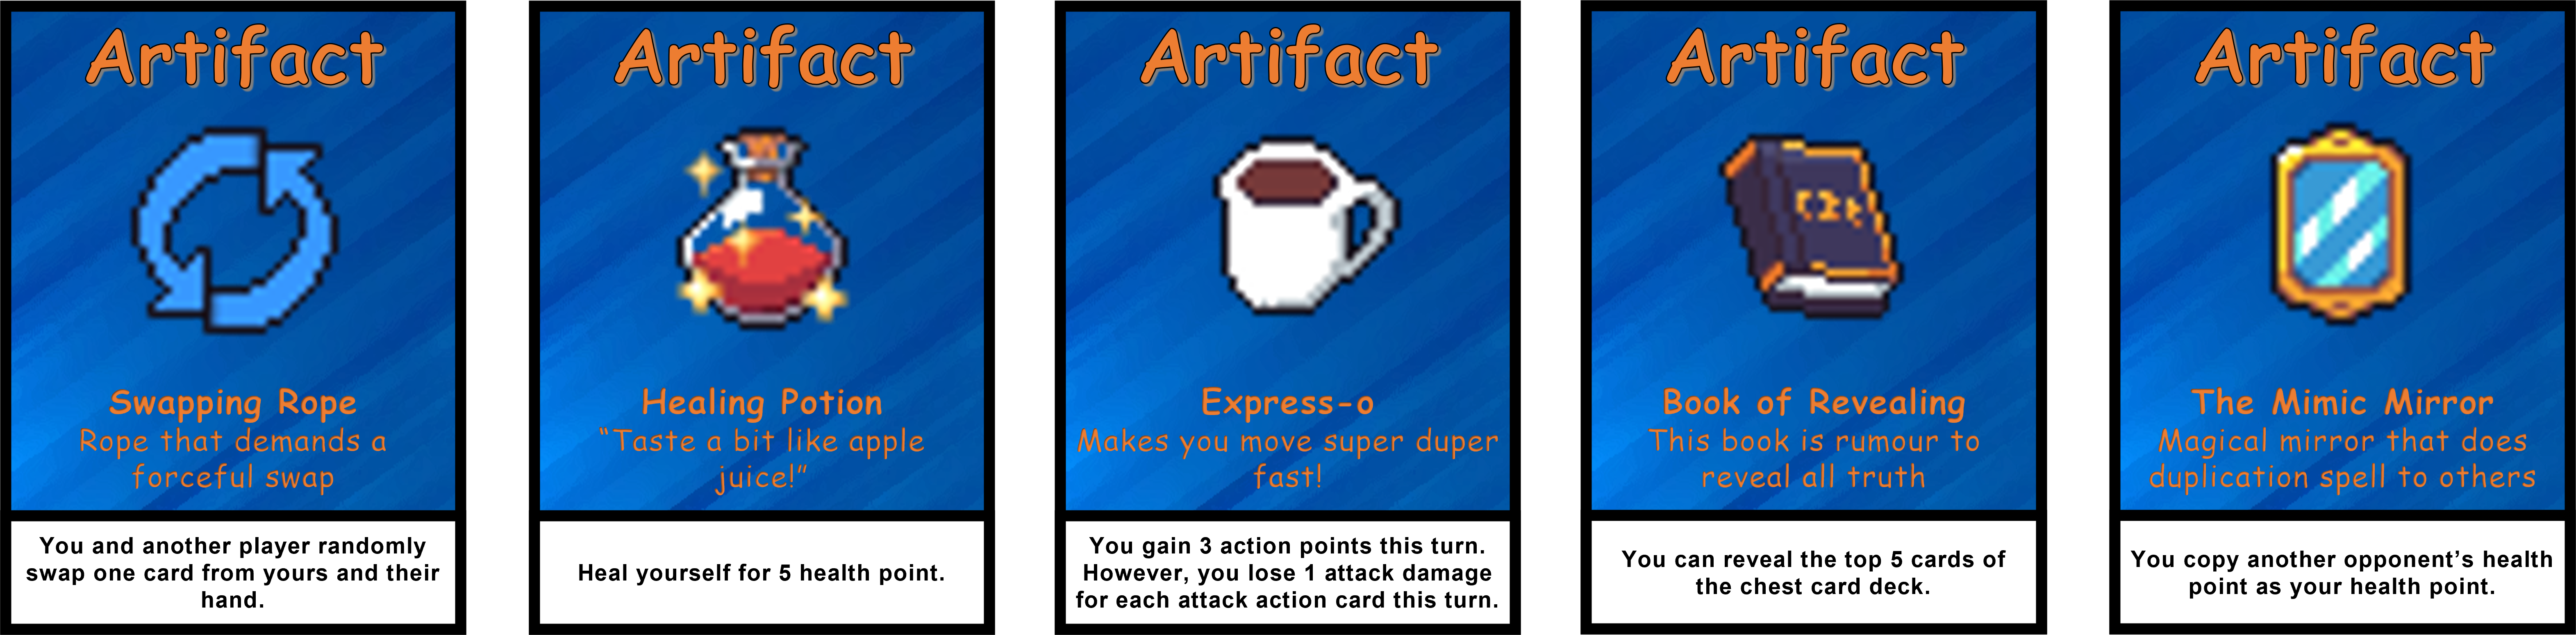 Artifact
Swapping Rope
Rope that demands a
forceful swap
You and another player randomly
swap one card from yours and their
hand.
Artifact
Healing Potion
“Taste a bit like apple
juice!”
Heal yourself for 5 health point.
Artifact
Express-o
Makes you move super duper
fast!
You gain 3 action points this turn.
However, you lose 1 attack damage
for each attack action card this turn.
Artifact
Book of Revealing
This book is rumour to
reveal all truth
You can reveal the top 5 cards of
the chest card deck.
Artifact
The Mimic Mirror
Magical mirror that does
duplication spell to others
You copy another opponent’s health
point as your health point.